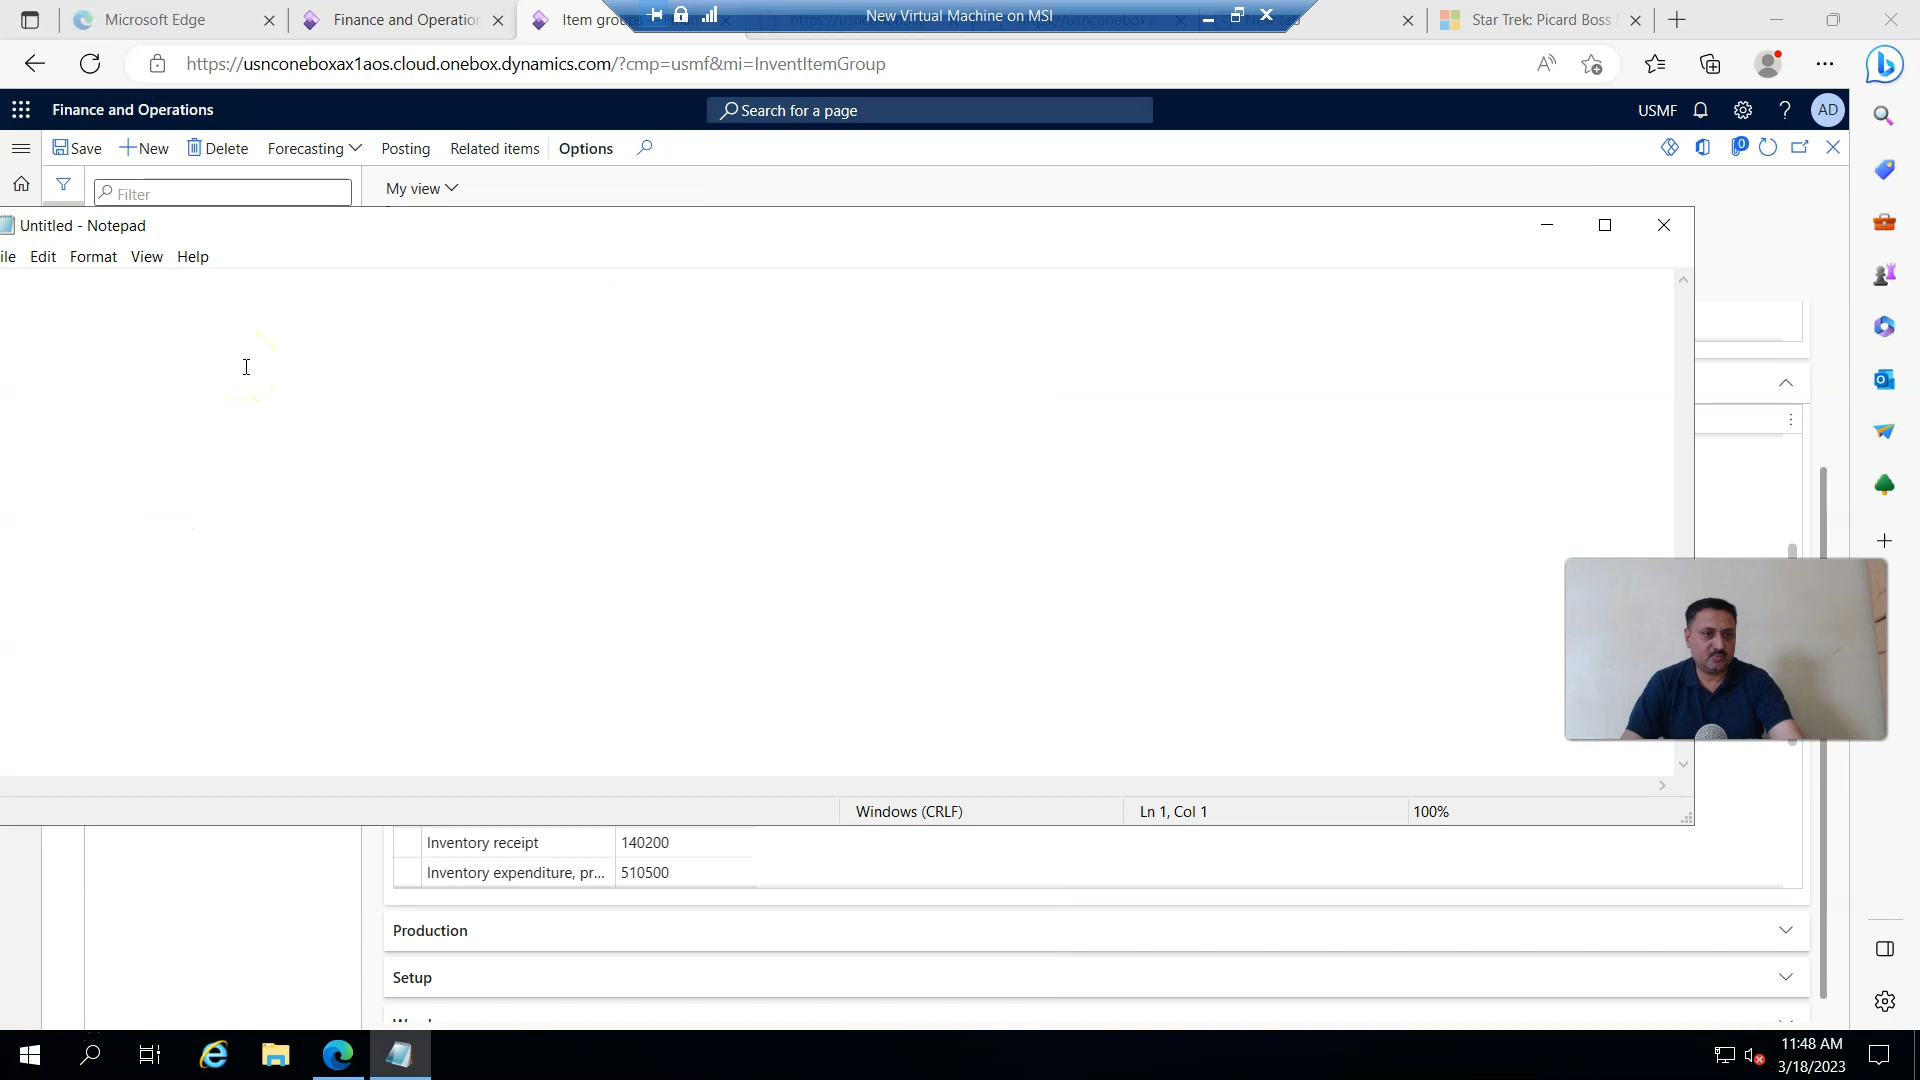 Microsoft Edge
Finance and Operation
Item group
New Virtual Machine on MSI
Star Trek: Picard Boss
https://usnconeboxax1aos.cloud.onebox.dynamics.com/?cmp=usmf&mi=InventItemGroup
Finance and Operations
Search for a page
USMF
AD
Save
New
Delete
Forecasting
Posting
Related items
Options
0
Filter
My view
Untitled - Notepad
ile Edit Format View Help
Windows (CRLF)
Ln 1, Col 1
100%
Inventory receipt 140200
Inventory expenditure, pr... 510500
Production
Setup
11:48 AM
3/18/2023